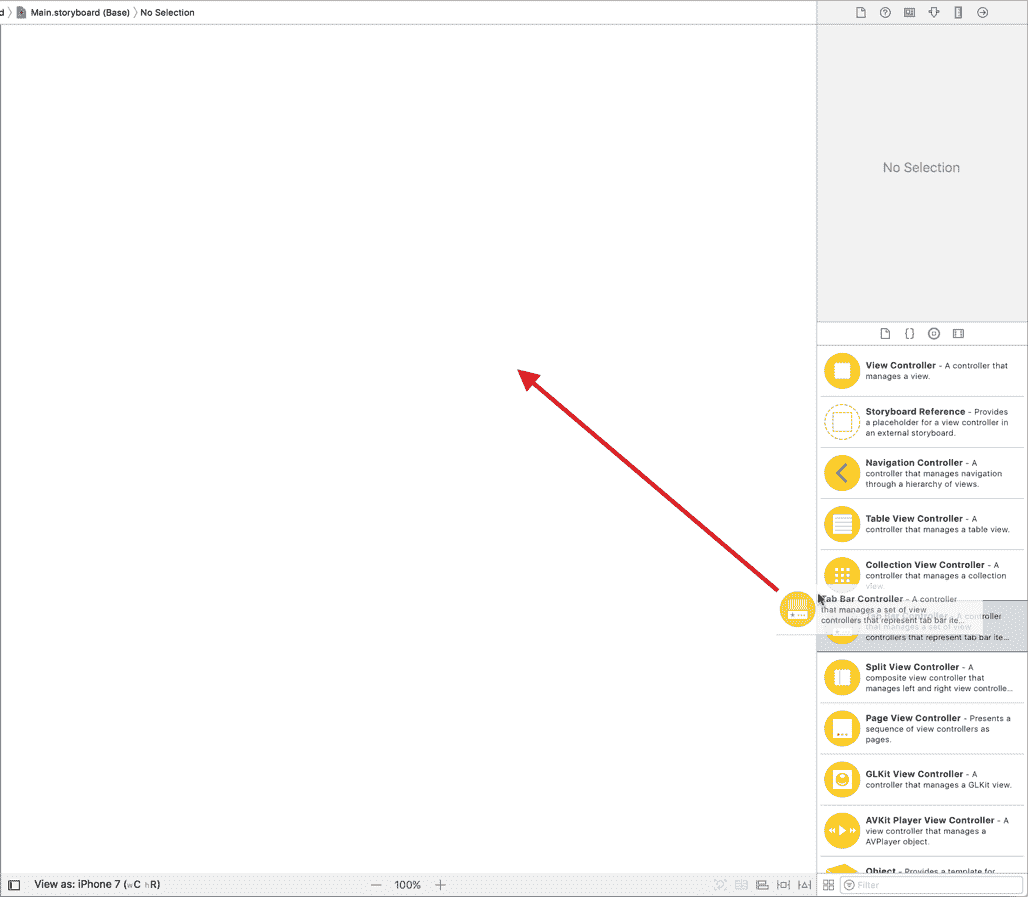 d 〉 Main.storyboard (Base) 〉 No Selection
No Selection
View Controller - A controller that
manages a view.
Storyboard Reference - Provides
a placeholder for a view controller in
an external storyboard.
Navigation Controller - A
controller that manages navigation
through a hierarchy of views.
Table View Controller - A
controller that manages a table view.
Collection View Controller - A
controller that manages a collection
view.
Tab Bar Controller - A controller
that manages a set of view
controllers that represent tab bar ite...
Tab Bar Controller - A controller
that manages a set of view
controllers that represent tab bar ite...
Split View Controller - A
composite view controller that
manages left and right view controlle...
Page View Controller - Presents a
sequence of view controllers as
pages.
GLKit View Controller - A
controller that manages a GLKit view.
AVKit Player View Controller - A
view controller that manages a
AVPlayer object.
Object - Provides a template for
View as: iPhone 7 (wC hR)
100%
Filter